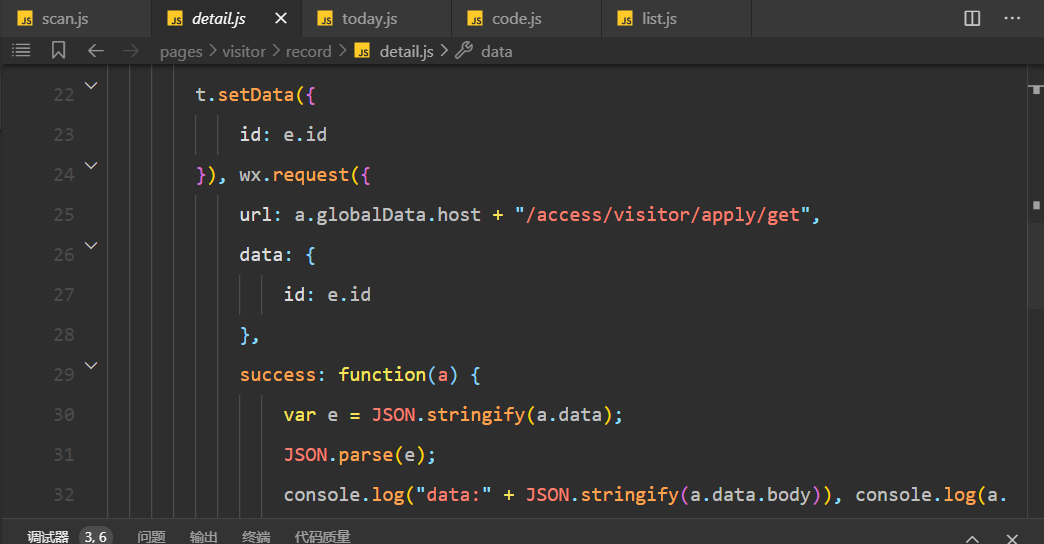 JS scan.js JS detail.js JS today.js JS code.js JS list.js
pages visitor record JS detail.js data
22 t.setData({
23 id: e.id
24 }), wx.request({
25 url: a.globalData.host + "/access/visitor/apply/get",
26 data: {
27 id: e.id
28 },
29 success: function(a) {
30 var e = JSON.stringify(a.data);
31 JSON.parse(e);
32 console.log("data:" + JSON.stringify(a.data.body)), console.log(a.
调试器 3, 6 问题 输出 终端 代码质量